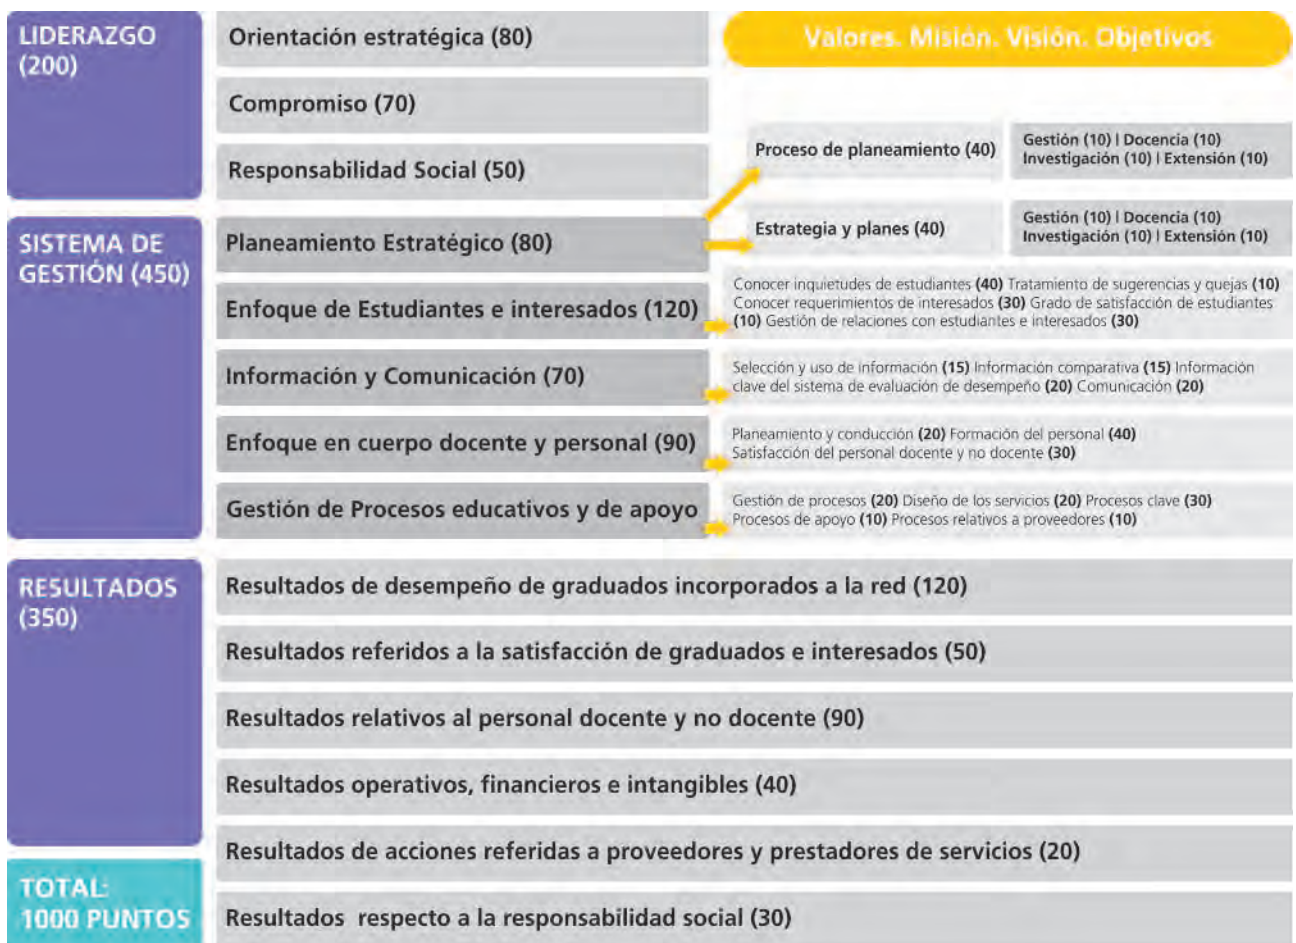 LIDERAZGO
(200)
Orientación estratégica (80)
Valores. Misión. Visión. Objetivos
Compromiso (70)
Responsabilidad Social (50)
Proceso de planeamiento (40)
Gestión (10) I Docencia (10)
Investigación (10) I Extensión (10)
SISTEMA DE
GESTIÓN (450)
Planeamiento Estratégico (80)
Estrategia y planes (40)
Gestión (10) I Docencia (10)
Investigación (10) I Extensión (10)
Enfoque de Estudiantes e interesados (120)
Conocer inquietudes de estudiantes (40) Tratamiento de sugerencias y quejas (10)
Conocer requerimientos de interesados (30) Grado de satisfacción de estudiantes
(10) Gestión de relaciones con estudiantes e interesados (30)
Información y Comunicación (70)
Selección y uso de información (15) Información comparativa (15) Información
clave del sistema de evaluación de desempeño (20) Comunicación (20)
Enfoque en cuerpo docente y personal (90)
Planeamiento y conducción (20) Formación del personal (40)
Satisfacción del personal docente y no docente (30)
Gestión de Procesos educativos y de apoyo
Gestión de procesos (20) Diseño de los servicios (20) Procesos clave (30)
Procesos de apoyo (10) Procesos relativos a proveedores (10)
RESULTADOS
(350)
Resultados de desempeño de graduados incorporados a la red (120)
Resultados referidos a la satisfacción de graduados e interesados (50)
Resultados relativos al personal docente y no docente (90)
Resultados operativos, financieros e intangibles (40)
Resultados de acciones referidas a proveedores y prestadores de servicios (20)
TOTAL:
1000 PUNTOS
Resultados respecto a la responsabilidad social (30)